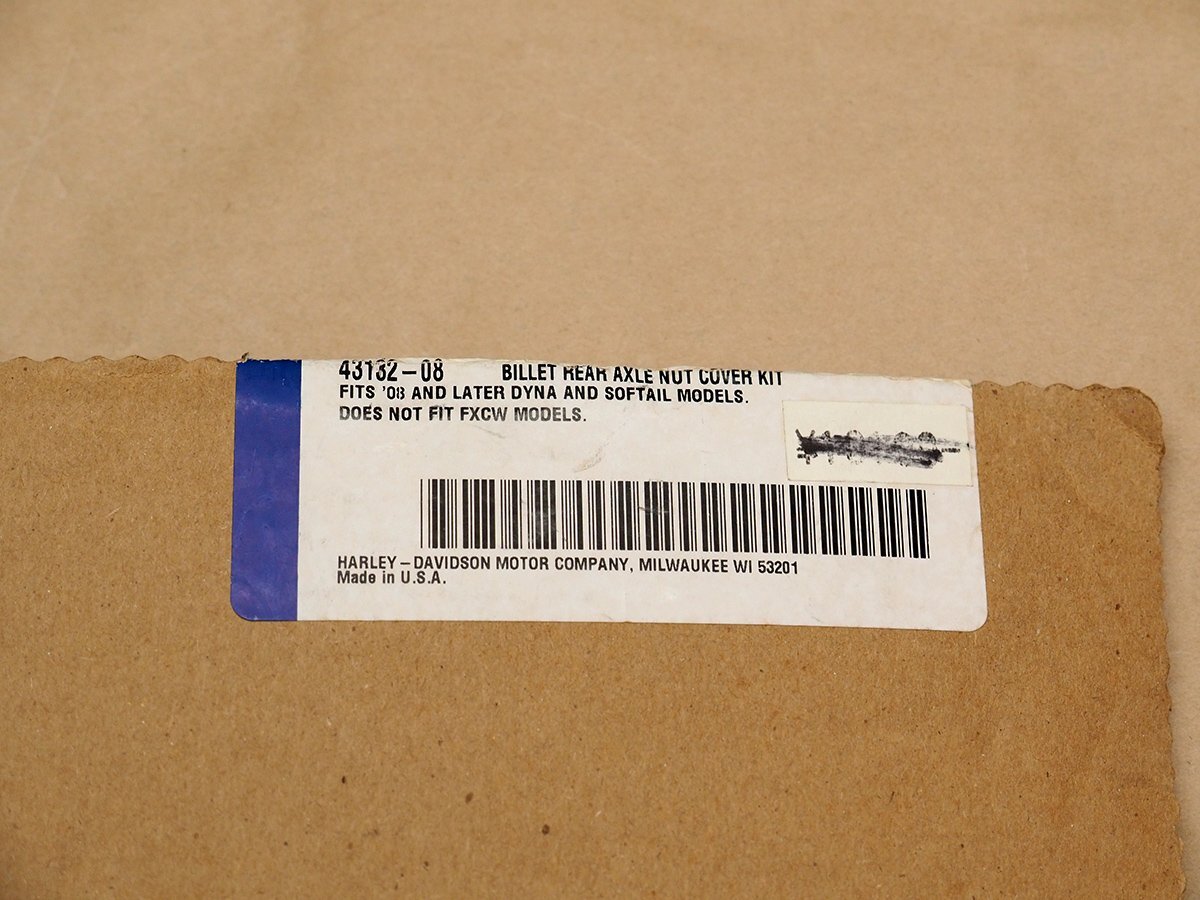 43132-08 BILLET REAR AXLE NUT COVER KIT
FITS '08 AND LATER DYNA AND SOFTAIL MODELS.
DOES NOT FIT FXCW MODELS.
HARLEY-DAVIDSON MOTOR COMPANY, MILWAUKEE WI 53201
Made in U.S.A.